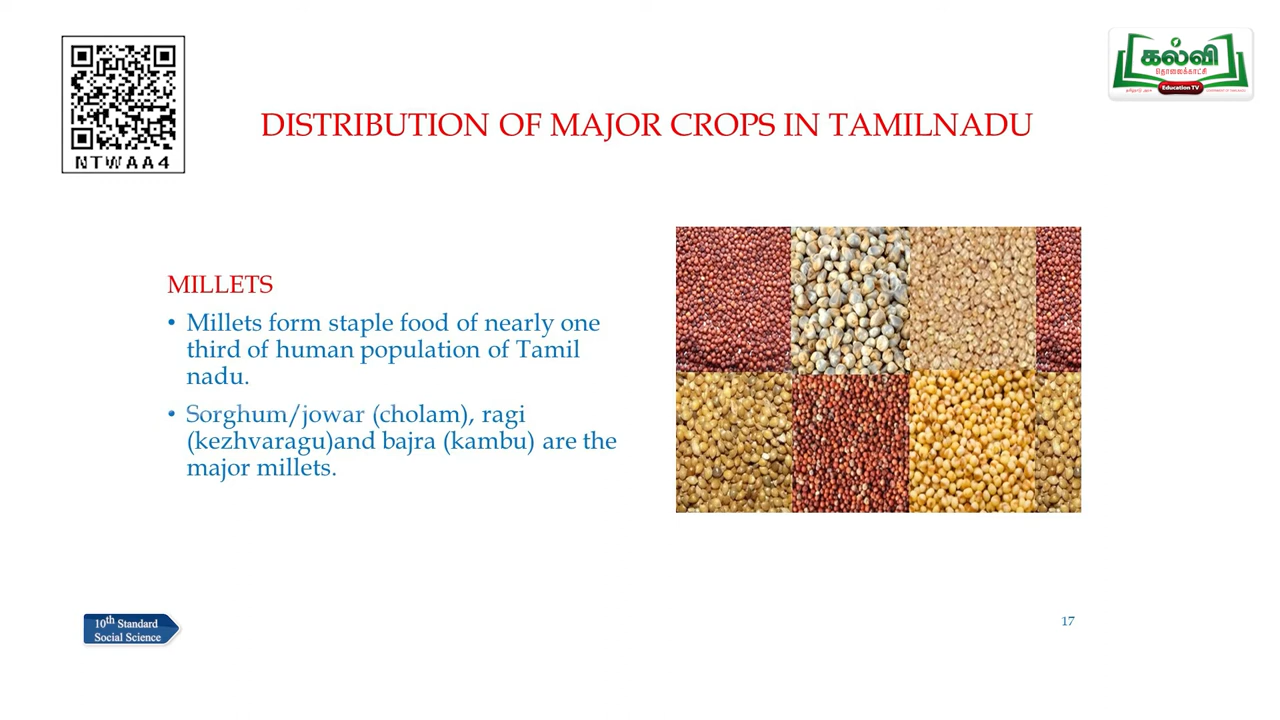 NTWAA4
கல்வி
தொலைக்காட்சி
Education TV
DISTRIBUTION OF MAJOR CROPS IN TAMILNADU
MILLETS
• Millets form staple food of nearly one
third of human population of Tamil
nadu.
• Sorghum/jowar (cholam), ragi
(kezhvaragu)and bajra (kambu) are the
major millets.
10th Standard
Social Science
17